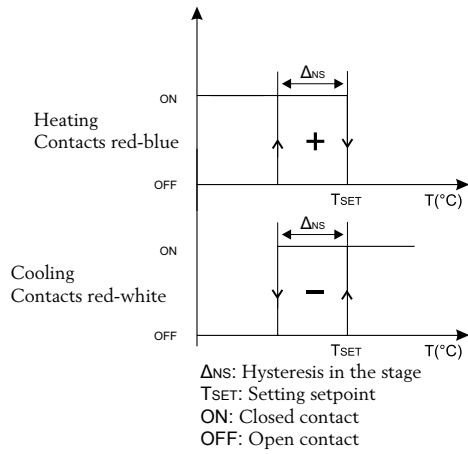 ΔNS
ON
Heating
Contacts red-blue
+
OFF
TSET
T(°C)
ΔNS
ON
Cooling
Contacts red-white
−
OFF
TSET
T(°C)
ΔNS: Hysteresis in the stage
TSET: Setting setpoint
ON: Closed contact
OFF: Open contact